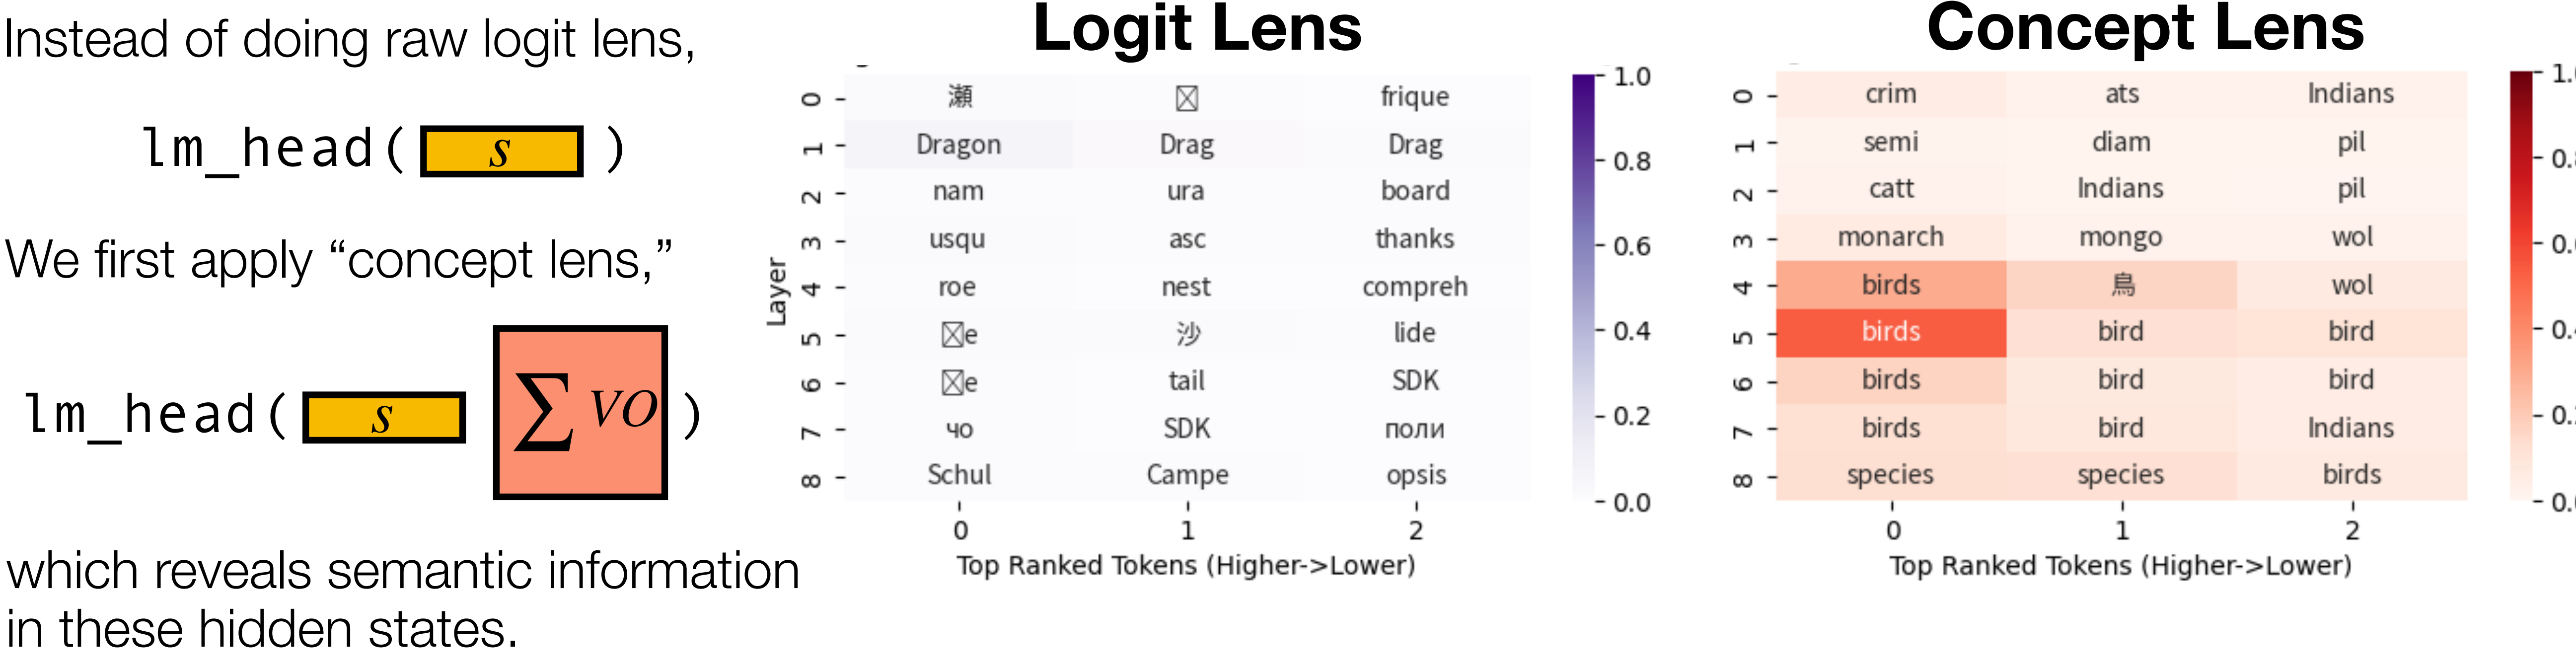 Instead of doing raw logit lens,
lm_head( s )
We first apply “concept lens,”
lm_head( s ∑ VO )
which reveals semantic information
in these hidden states.
Logit Lens
Layer
0 瀬 frique
1 Dragon Drag Drag
2 nam ura board
3 usqu asc thanks
4 roe nest compreh
5 e 沙 lide
6 e tail SDK
7 чо SDK поли
8 Schul Campe opsis
0 1 2
Top Ranked Tokens (Higher->Lower)
1.0
0.8
0.6
0.4
0.2
0.0
Concept Lens
0 crim ats Indians
1 semi diam pil
2 catt Indians pil
3 monarch mongo wol
4 birds 鳥 wol
5 birds bird bird
6 birds bird bird
7 birds bird Indians
8 species species birds
0 1 2
Top Ranked Tokens (Higher->Lower)